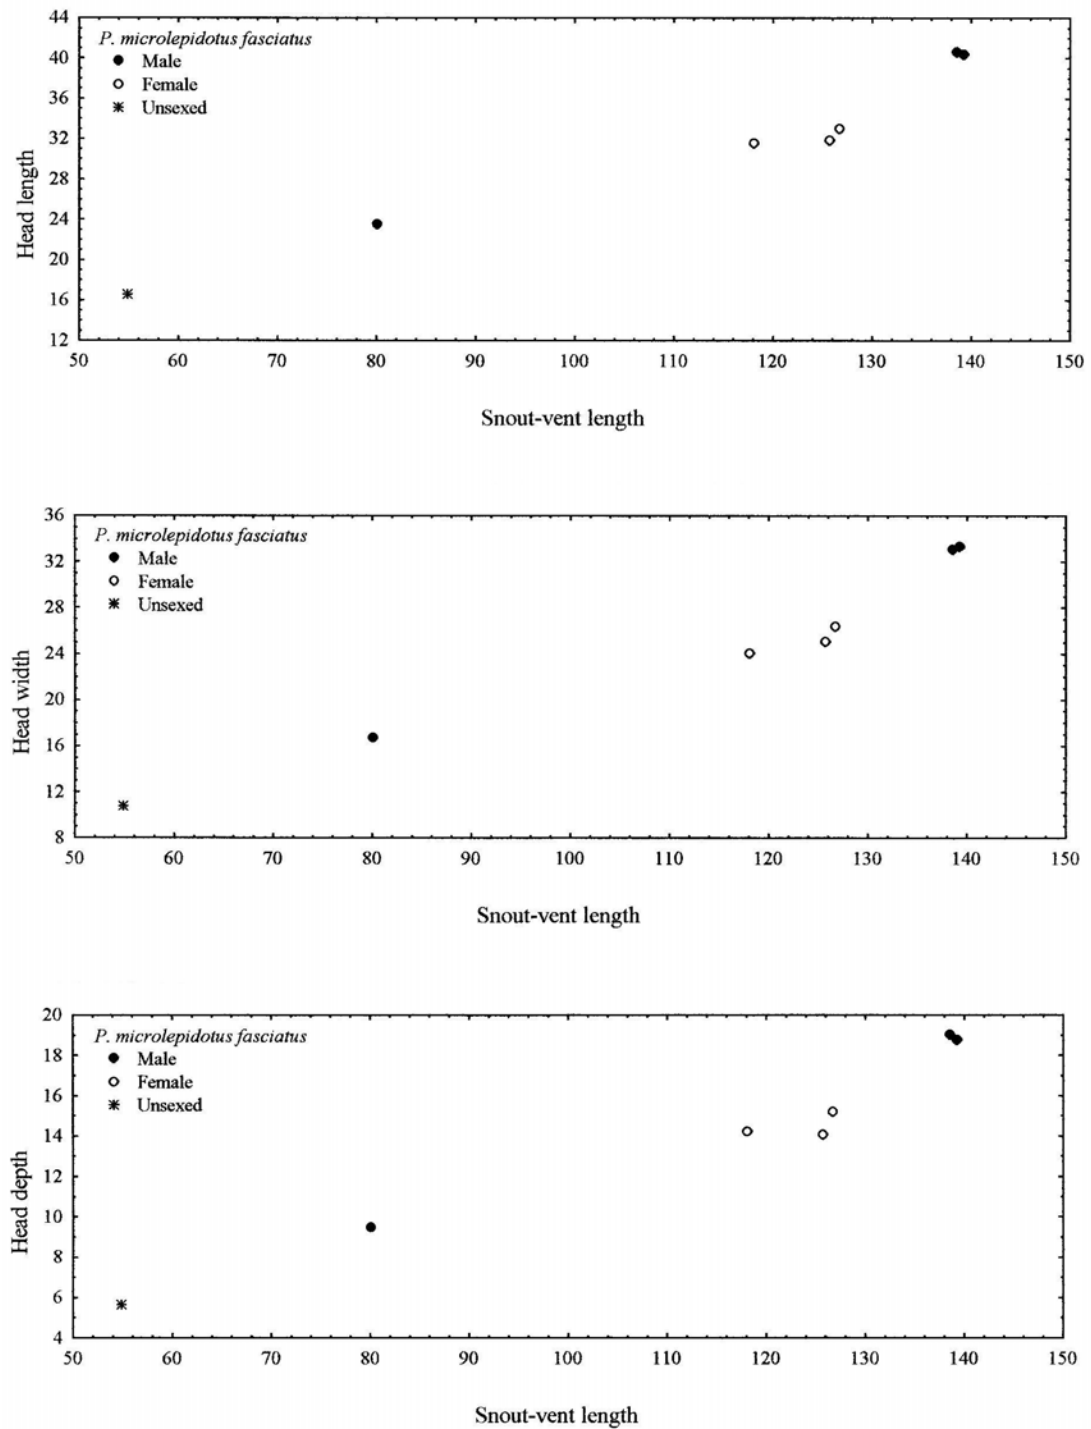 44
P. microlepidotus fasciatus
40
Male
Female
36
Unsexed
32
28
24
20
16
12
Head length
50 60 70 80 90 100 110 120 130 140 150
Snout-vent length
36
P. microlepidotus fasciatus
32
Male
Female
28
Unsexed
24
20
16
12
8
Head width
50 60 70 80 90 100 110 120 130 140 150
Snout-vent length
20
P. microlepidotus fasciatus
18
Male
Female
16
Unsexed
14
12
10
8
6
4
Head depth
50 60 70 80 90 100 110 120 130 140 150
Snout-vent length